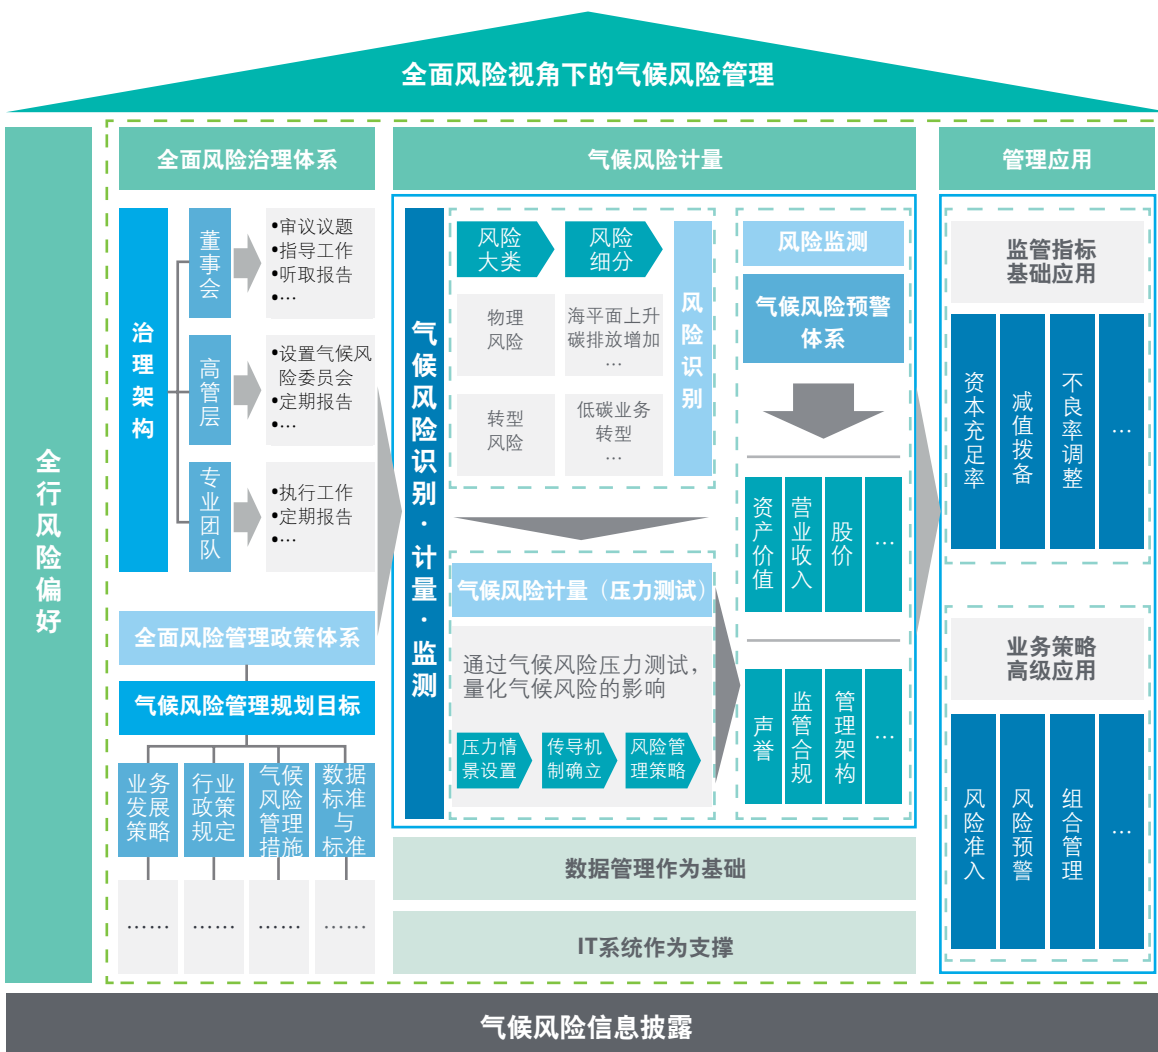 全面风险视角下的气候风险管理
全行风险偏好
全面风险治理体系
治理架构
董事会
•审议议题
•指导工作
•听取报告
•…
高管层
•设置气候风
险委员会
•定期报告
•…
专业团队
•执行工作
•定期报告
•…
全面风险管理政策体系
气候风险管理规划目标
业务
发展
策略
行业
政策
规定
气候
风险
管理
措施
数据
标准
与
标准
……
……
……
……
气候风险计量
气候风险识别·计量·监测
风险
大类
风险
细分
物理
风险
海平面上升
碳排放增加
…
转型
风险
低碳业务
转型
…
风险识别
气候风险计量（压力测试）
通过气候风险压力测试，
量化气候风险的影响
压力情
景设置
传导机
制确立
风险管
理策略
风险监测
气候风险预警
体系
资产价值
营业收入
股价
…
声誉
监管合规
管理架构
…
数据管理作为基础
IT系统作为支撑
管理应用
监管指标
基础应用
资本充足率
减值拨备
不良率调整
…
业务策略
高级应用
风险准入
风险预警
组合管理
…
气候风险信息披露